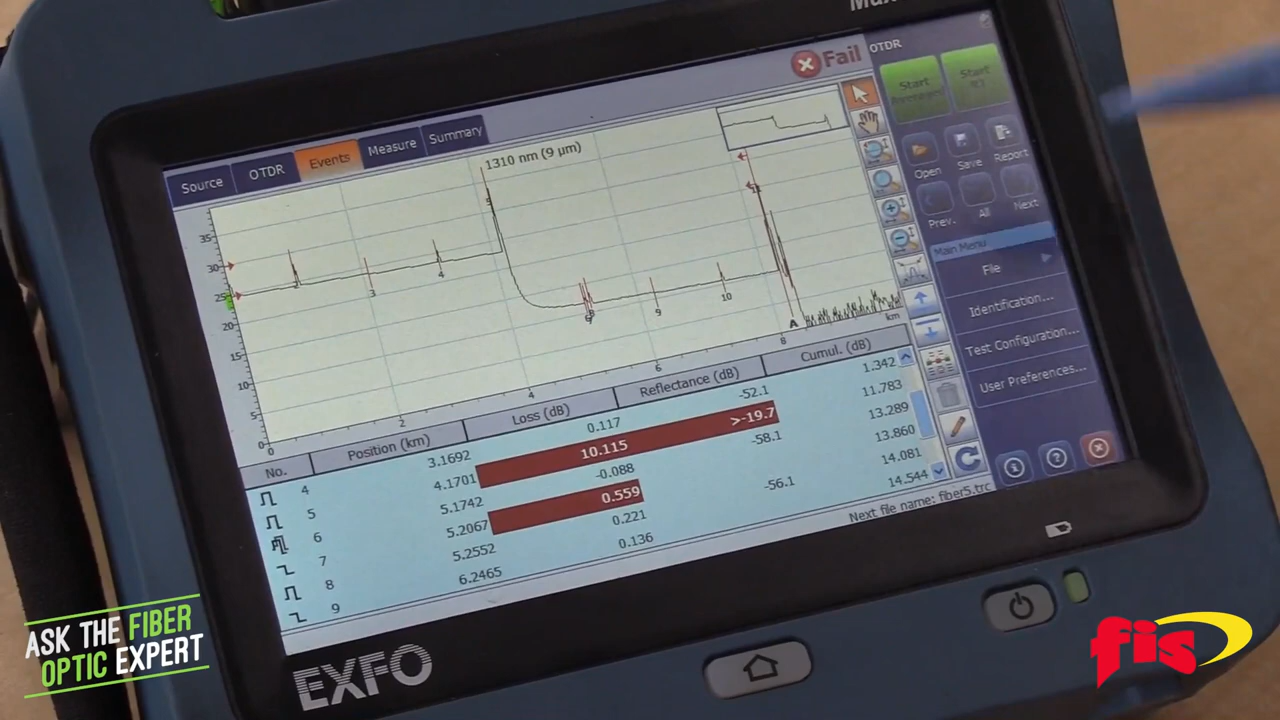 Fail
OTDR
Source OTDR Events Measure Summary
1310 nm (9 µm)
Start
Start
Open Save Report
Prev. All Next
Main Menu
File
Identification...
Test Configuration...
User Preferences...
35
30
25
20
15
10
5
0
2 4 6 8 km
3 4 9 10 A
No. Position (km) Loss (dB) Reflectance (dB) Cumul. (dB)
4 3.1692 0.117 -52.1 1.342
5 4.1701 10.115 >-19.7 11.783
6 5.1742 -0.088 -58.1 13.289
7 5.2067 0.559 13.860
8 5.2552 0.221 -56.1 14.081
9 6.2465 0.136 14.544
Next file name: fiber5.trc
EXFO
ASK THE FIBER
OPTIC EXPERT
fis